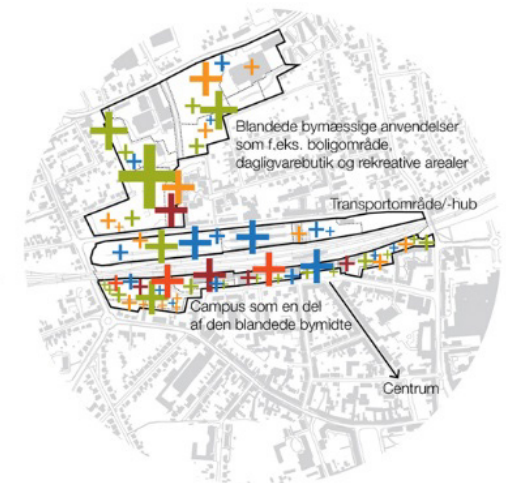 Blandede bymæssige anvendelser
som f.eks. boligområde,
dagligvarebutik og rekreative arealer
Transportområde/-hub
Campus som en del
af den blandede bymidte
Centrum